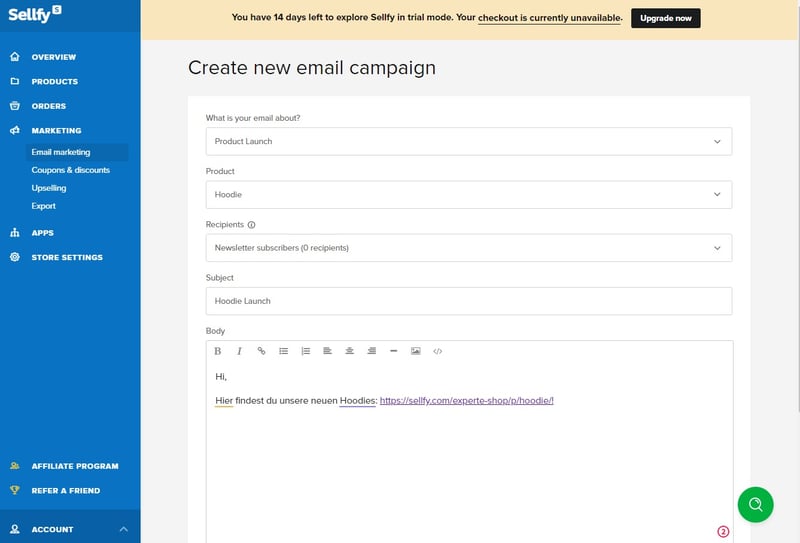 Sellfy S
You have 14 days left to explore Sellfy in trial mode. Your checkout is currently unavailable. Upgrade now
OVERVIEW
PRODUCTS
ORDERS
MARKETING
Email marketing
Coupons & discounts
Upselling
Export
APPS
STORE SETTINGS
AFFILIATE PROGRAM
REFER A FRIEND
ACCOUNT
Create new email campaign
What is your email about?
Product Launch
Product
Hoodie
Recipients
Newsletter subscribers (0 recipients)
Subject
Hoodie Launch
Body
B I </>
Hi,
Hier findest du unsere neuen Hoodies: https://sellfy.com/experte-shop/p/hoodie/!
2